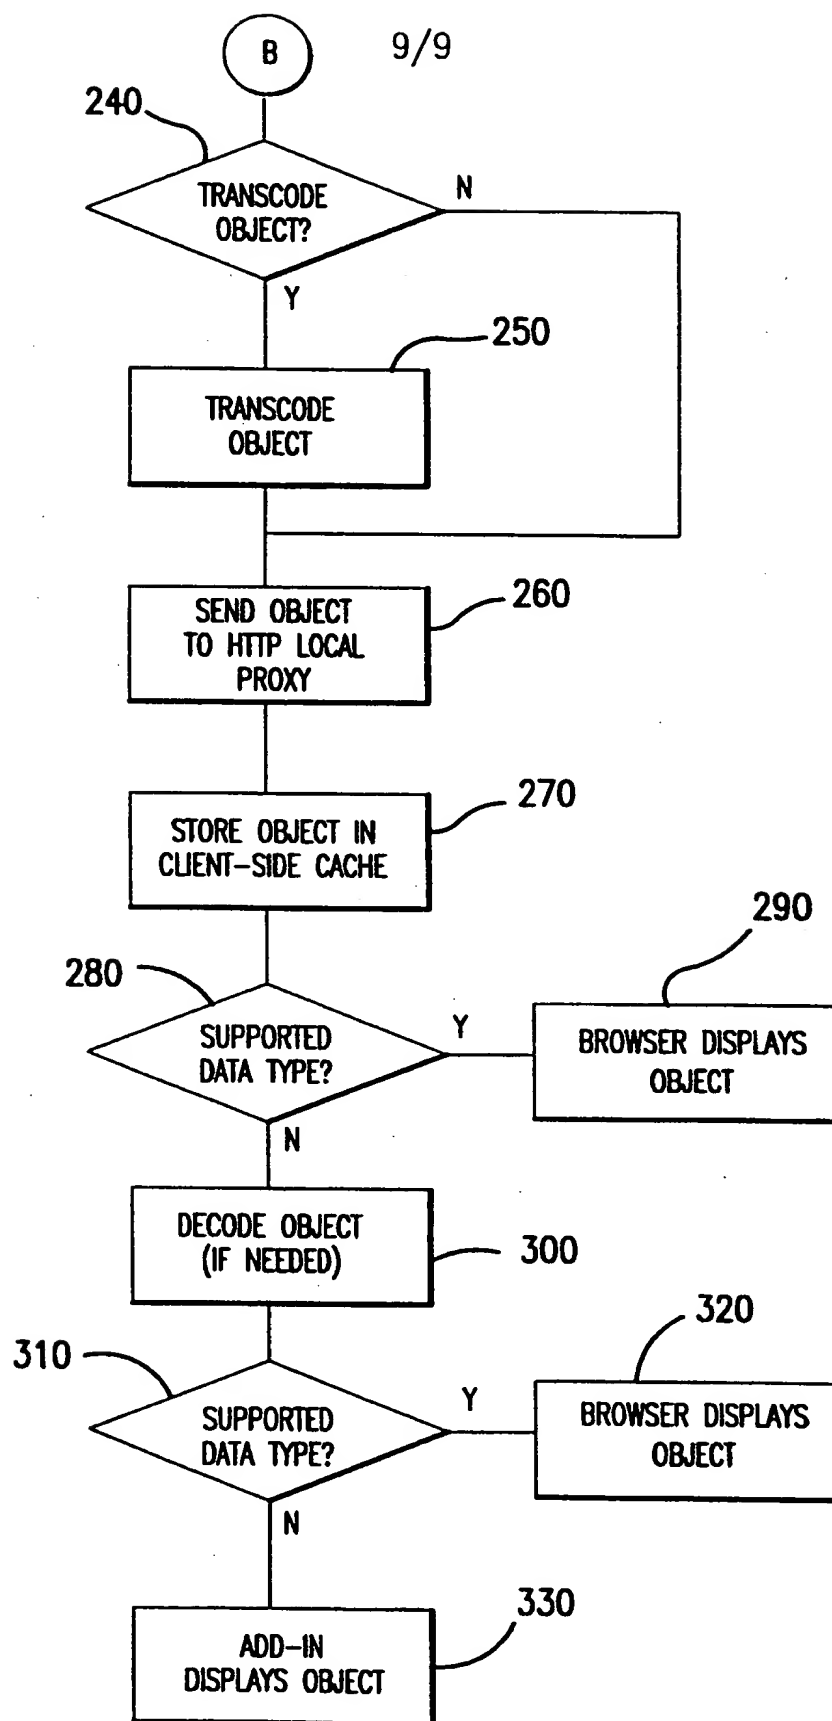 B
9/9
240
TRANSCODE
OBJECT?
N
Y
250
TRANSCODE
OBJECT
260
SEND OBJECT
TO HTTP LOCAL
PROXY
270
STORE OBJECT IN
CLIENT-SIDE CACHE
290
280
SUPPORTED
DATA TYPE?
Y
BROWSER DISPLAYS
OBJECT
N
DECODE OBJECT
(IF NEEDED)
300
320
310
SUPPORTED
DATA TYPE?
Y
BROWSER DISPLAYS
OBJECT
N
330
ADD-IN
DISPLAYS OBJECT